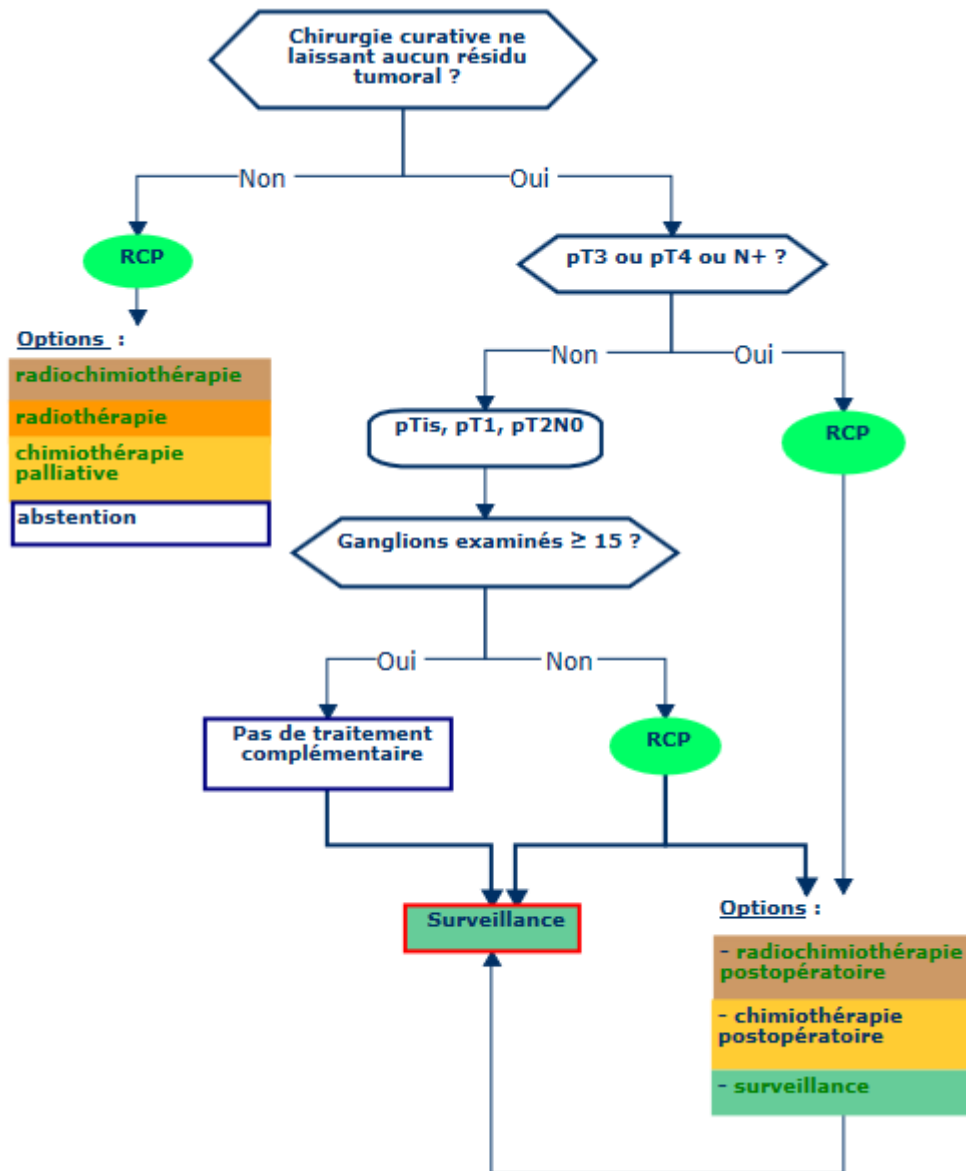 Chirurgie curative ne
laissant aucun résidu
tumoral ?
Non
Oui
RCP
pT3 ou pT4 ou N+ ?
Options :
radiochimiothérapie
radiothérapie
chimiothérapie
palliative
abstention
Non
Oui
pTis, pT1, pT2N0
RCP
Ganglions examinés ≥ 15 ?
Oui
Non
Pas de traitement
complémentaire
RCP
Surveillance
Options :
- radiochimiothérapie
postopératoire
- chimiothérapie
postopératoire
- surveillance